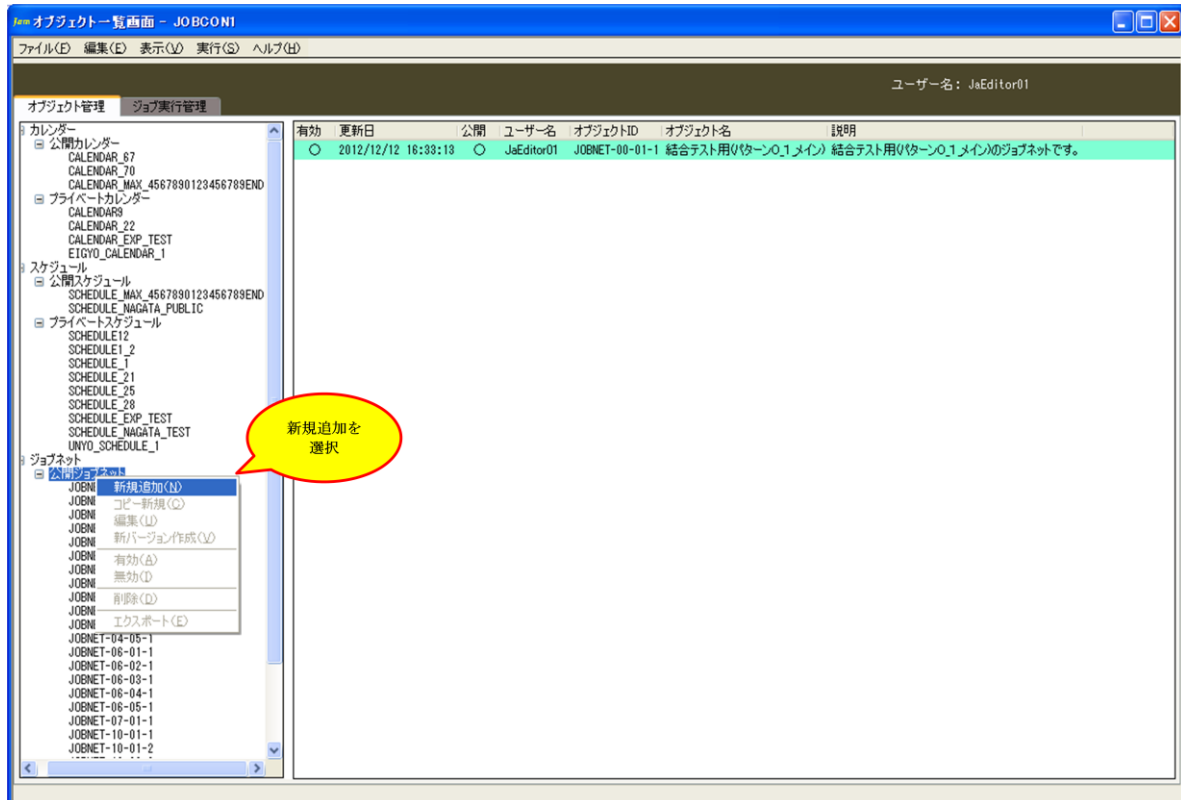 Jam オブジェクト一覧画面 - JOBCON1
ファイル(F) 編集(E) 表示(V) 実行(S) ヘルプ(H)
ユーザー名: JaEditor01
オブジェクト管理 ジョブ実行管理
カレンダー
公開カレンダー
CALENDAR_67
CALENDAR_70
CALENDAR_MAX_4567890123456789END
プライベートカレンダー
CALENDAR9
CALENDAR_22
CALENDAR_EXP_TEST
EIGYO_CALENDAR_1
スケジュール
公開スケジュール
SCHEDULE_MAX_4567890123456789END
SCHEDULE_NAGATA_PUBLIC
プライベートスケジュール
SCHEDULE12
SCHEDULE1_2
SCHEDULE_1
SCHEDULE_21
SCHEDULE_25
SCHEDULE_28
SCHEDULE_EXP_TEST
SCHEDULE_NAGATA_TEST
UNYO_SCHEDULE_1
ジョブネット
公開ジョブネット
JOBNE
JOBNE
JOBNE
JOBNE
JOBNE
JOBNE
JOBNE
JOBNE
JOBNE
JOBNE
JOBNE
JOBNET-04-05-1
JOBNET-06-01-1
JOBNET-06-02-1
JOBNET-06-03-1
JOBNET-06-04-1
JOBNET-06-05-1
JOBNET-07-01-1
JOBNET-10-01-1
JOBNET-10-01-2
新規追加(N)
コピー新規(C)
編集(U)
新バージョン作成(V)
有効(A)
無効(I)
削除(D)
エクスポート(E)
新規追加を
選択
有効 更新日 公開 ユーザー名 オブジェクトID オブジェクト名 説明
○ 2012/12/12 16:33:13 ○ JaEditor01 JOBNET-00-01-1 結合テスト用(パターン0_1 メイン) 結合テスト用(パターン0_1 メイン)のジョブネットです。